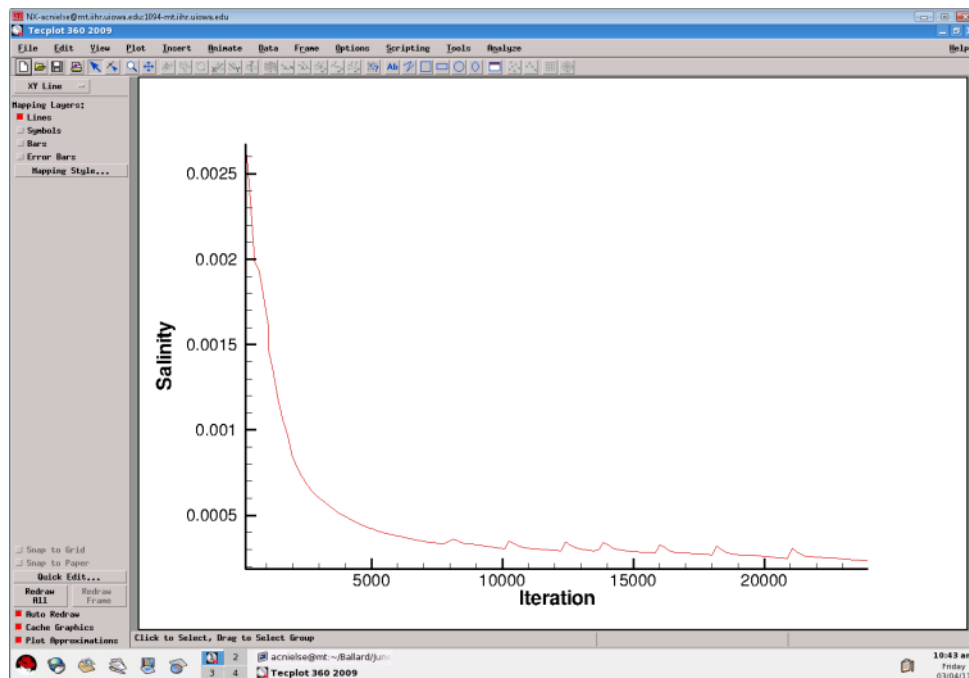 NX-acnielse@mt.iihr.uiowa.edu:1094-mt.iihr.uiowa.edu
Tecplot 360 2009
File Edit View Plot Insert Animate Data Frame Options Scripting Tools Analyze Help
Ab
XY Line
Mapping Layers:
Lines
Symbols
Bars
Error Bars
Mapping Style...
0.0025
0.002
0.0015
0.001
0.0005
Salinity
5000 10000 15000 20000
Iteration
Snap to Grid
Snap to Paper
Quick Edit...
Redraw All
Redraw Frame
Auto Redraw
Cache Graphics
Plot Approximations
Click to Select, Drag to Select Group
2
3 4
acnielse@mt:~/Ballard/June
Tecplot 360 2009
10:43 am
Friday